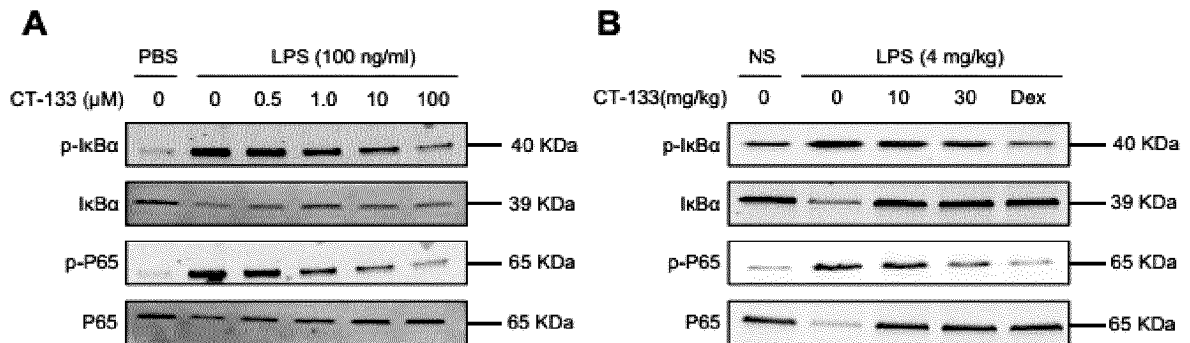 A
PBS LPS (100 ng/ml)
CT-133 (μM) 0 0 0.5 1.0 10 100
p-IκBα 40 KDa
IκBα 39 KDa
p-P65 65 KDa
P65 65 KDa
B
NS LPS (4 mg/kg)
CT-133(mg/kg) 0 0 10 30 Dex
p-IκBα 40 KDa
IκBα 39 KDa
p-P65 65 KDa
P65 65 KDa